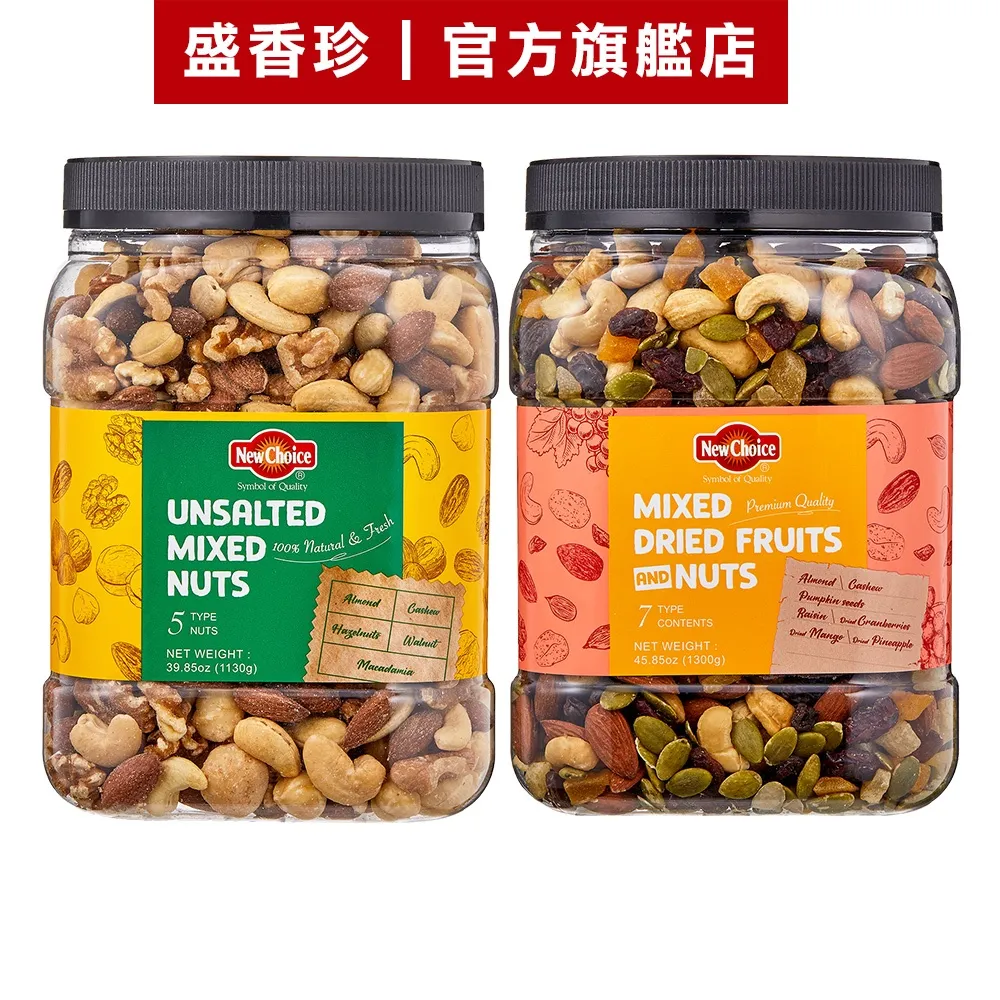 盛香珍｜官方旗艦店
New Choice
®
Symbol of Quality
UNSALTED
MIXED
NUTS
100% Natural & Fresh
5 TYPE
NUTS
NET WEIGHT :
39.85oz (1130g)
Almond
Cashew
Hazelnuts
Walnut
Macadamia
New Choice
®
Symbol of Quality
MIXED
Premium Quality
DRIED FRUITS
AND NUTS
7 TYPE
CONTENTS
NET WEIGHT :
45.85oz (1300g)
Almond \ Cashew
Pumpkin seeds
Raisin \ Dried Cranberries
Dried Mango \ Dried Pineapple